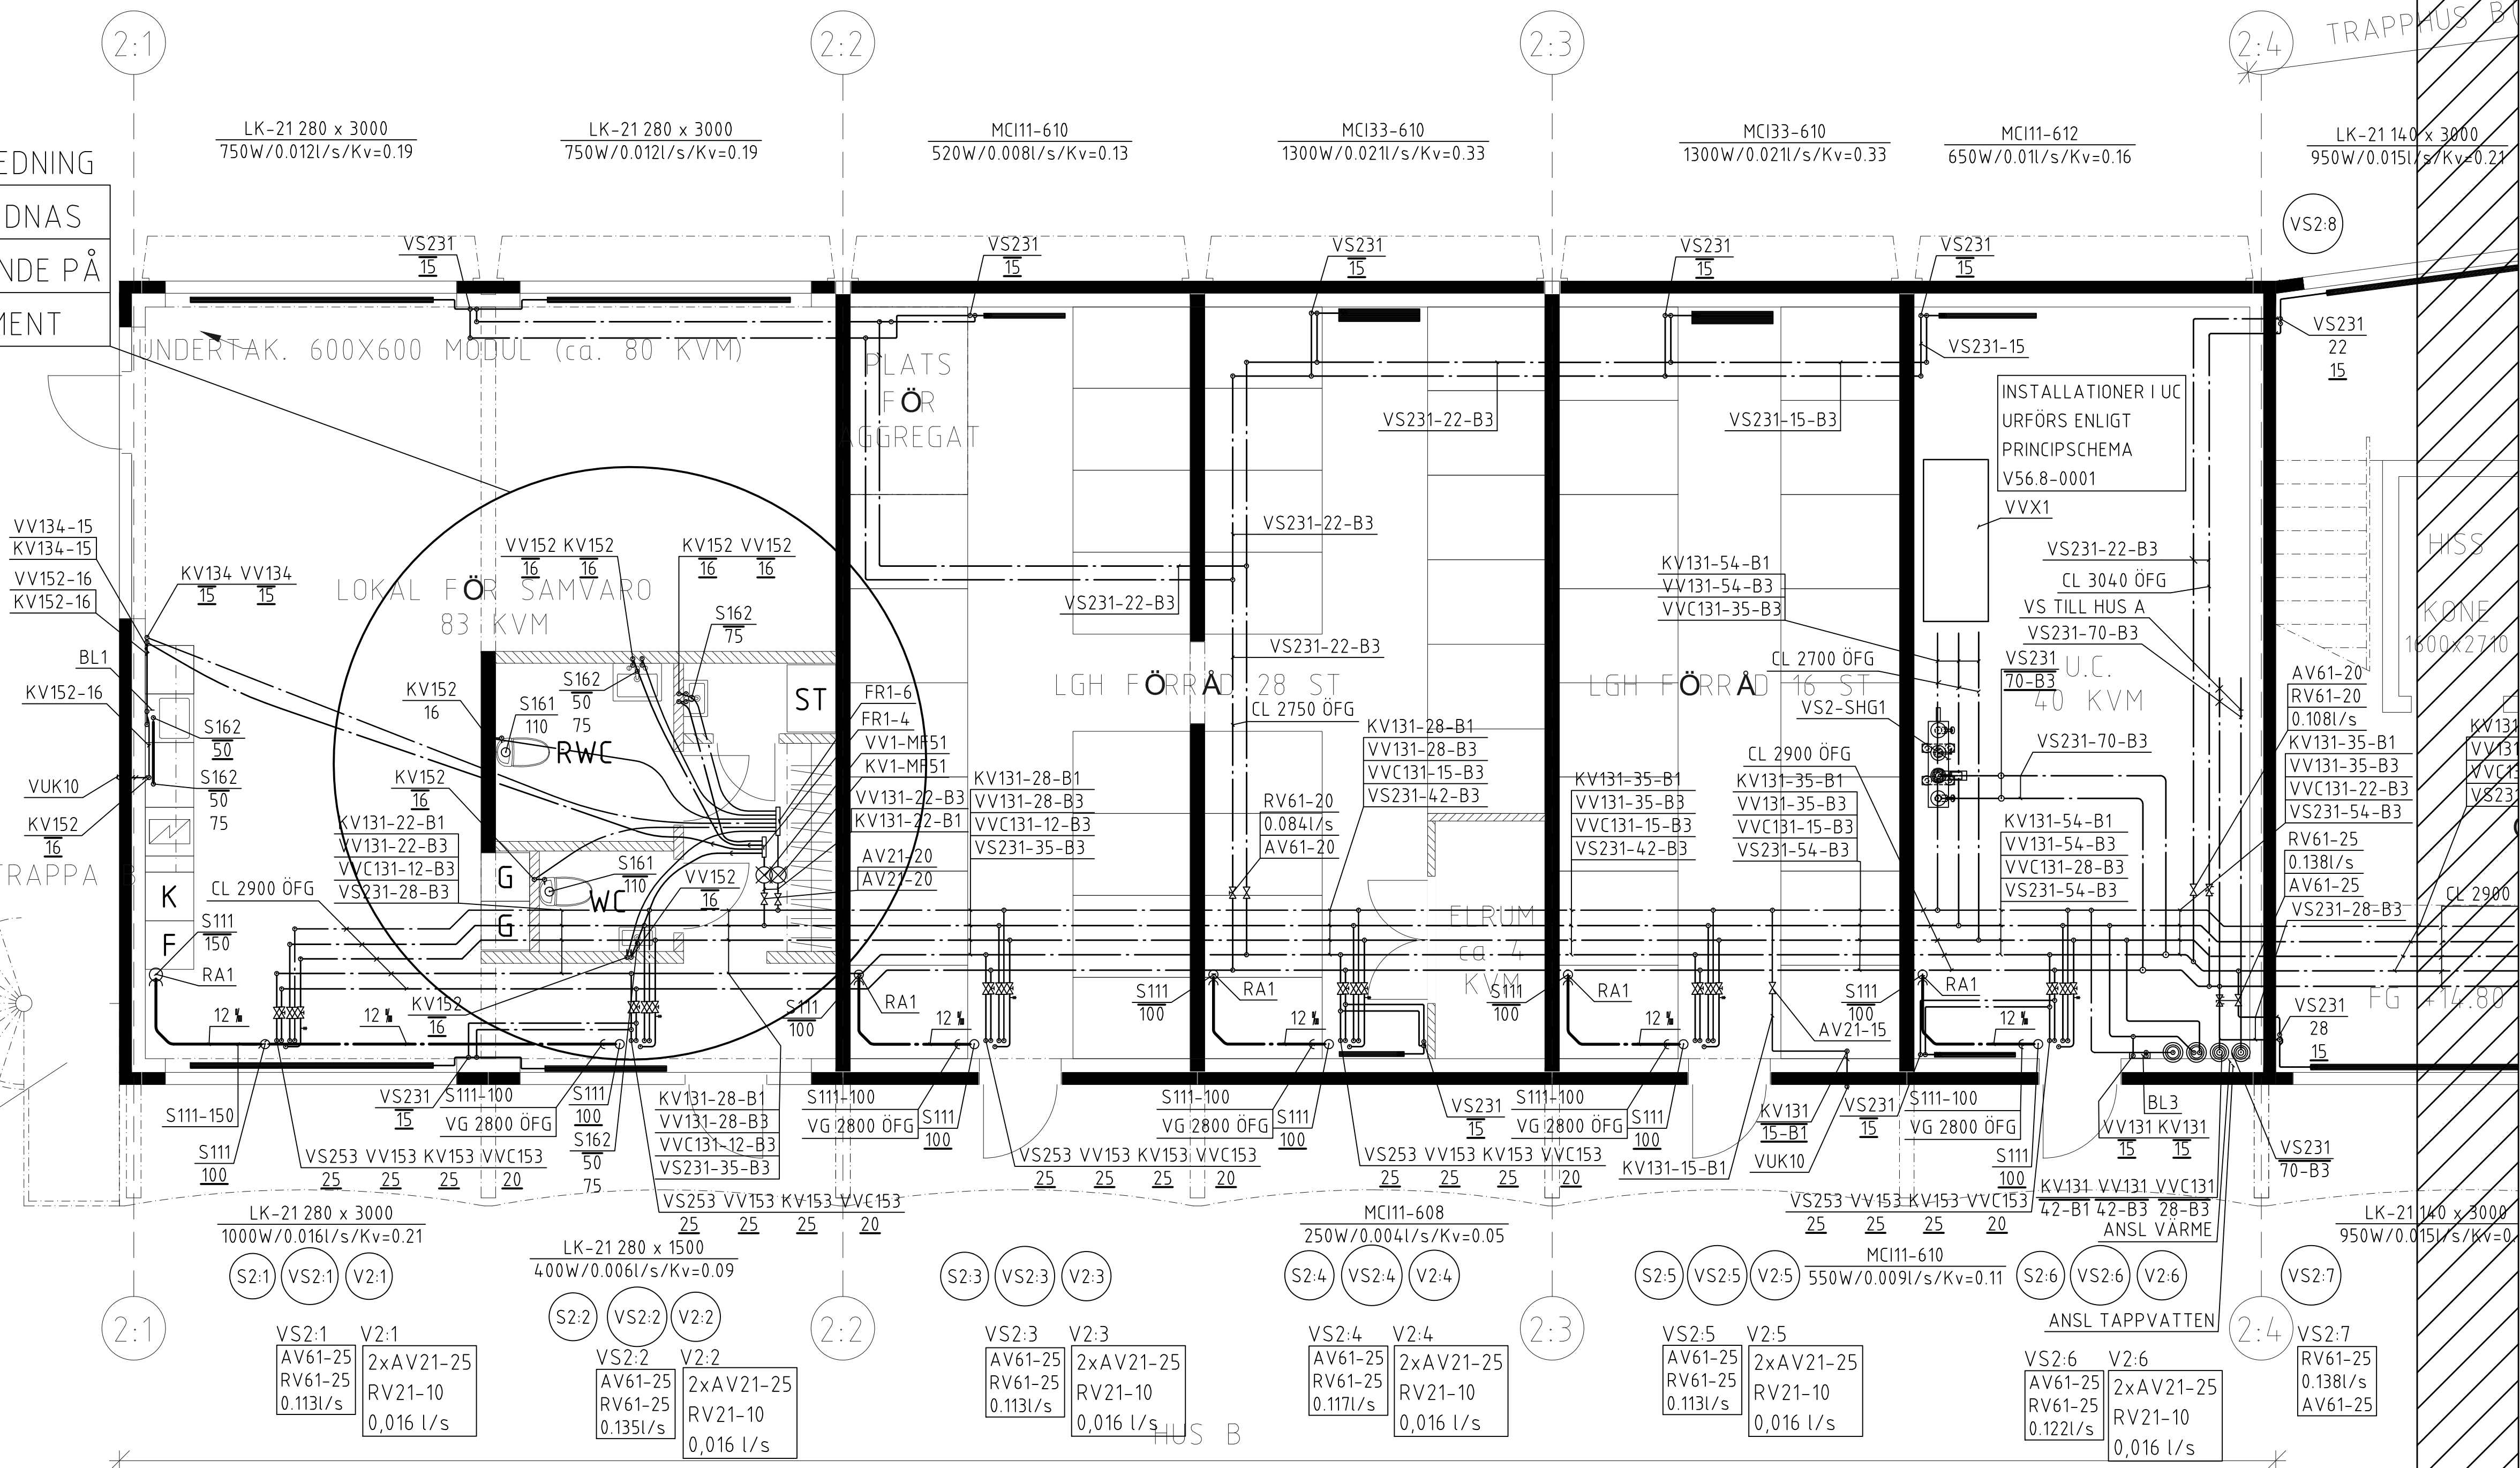 2:1
2:2
2:3
2:4
TRAPPHUS B
LK-21 280 x 3000
750W/0.012l/s/Kv=0.19
LK-21 280 x 3000
750W/0.012l/s/Kv=0.19
MCI11-610
520W/0.008l/s/Kv=0.13
MCI33-610
1300W/0.021l/s/Kv=0.33
MCI33-610
1300W/0.021l/s/Kv=0.33
MCI11-612
650W/0.01l/s/Kv=0.16
LK-21 140 x 3000
950W/0.015l/s/Kv=0.21
EDNING
DNAS
NDE PÅ
MENT
VS2:8
VS231
15
VS231
15
VS231
15
VS231
15
VS231
15
VS231
22
15
UNDERTAK. 600X600 MODUL (ca. 80 KVM)
PLATS
FÖR
AGGREGAT
VS231-15
VS231-22-B3
VS231-15-B3
INSTALLATIONER I UC
URFÖRS ENLIGT
PRINCIPSCHEMA
V56.8-0001
VVX1
VV134-15
KV134-15
VV152-16
KV152-16
KV134 VV134
15 15
VV152 KV152
16 16
KV152 VV152
16 16
VS231-22-B3
VS231-22-B3
VS231-22-B3
LOKAL FÖR SAMVARO
83 KVM
S162
75
KV131-54-B1
VV131-54-B3
VVC131-35-B3
VS231-22-B3
CL 3040 ÖFG
VS TILL HUS A
VS231-70-B3
HISS
KONE
1600x2710
BL1
KV152-16
S162
50
S162
50
75
VUK10
KV152
16
KV152
16
S161
110
S162
50
75
RWC
ST
FR1-6
FR1-4
VV1-MF51
KV1-MF51
VV131-22-B3
KV131-22-B1
AV21-20
AV21-20
LGH FÖRRÅD 28 ST
LGH FÖRRÅD 16 ST
CL 2750 ÖFG
CL 2700 ÖFG
VS2-SHG1
CL 2900 ÖFG
VS231
70-B3
U.C.
40 KVM
VS231-70-B3
AV61-20
RV61-20
0.108l/s
KV131-35-B1
VV131-35-B3
VVC131-22-B3
VS231-54-B3
RV61-25
0.138l/s
AV61-25
VS231-28-B3
KV131
VV131
VVC13
VS231
KV152
16
KV131-22-B1
VV131-22-B3
VVC131-12-B3
VS231-28-B3
KV131-28-B1
VV131-28-B3
VVC131-12-B3
VS231-35-B3
RV61-20
0.084l/s
AV61-20
KV131-28-B1
VV131-28-B3
VVC131-15-B3
VS231-42-B3
KV131-35-B1
VV131-35-B3
VVC131-15-B3
VS231-42-B3
KV131-35-B1
VV131-35-B3
VVC131-15-B3
VS231-54-B3
KV131-54-B1
VV131-54-B3
VVC131-28-B3
VS231-54-B3
TRAPPA
CL 2900 ÖFG
K
F
G
G
S161
110
WC
VV152
16
S111
150
RA1
ELRUM
ca 4
KVM
CL 2900
FG +14.80
12 ‰
12 ‰
KV152
16
S111
100
RA1
12 ‰
S111
100
RA1
12 ‰
S111
100
RA1
AV21-15
S111
100
RA1
12 ‰
VS231
28
15
S111-150
S111
100
VS231
15
S111-100
VG 2800 ÖFG
S111
100
S162
50
75
KV131-28-B1
VV131-28-B3
VVC131-12-B3
VS231-35-B3
S111-100
VG 2800 ÖFG
S111
100
S111-100
VG 2800 ÖFG
S111
100
VS231
15
S111-100
VG 2800 ÖFG
S111
100
KV131-15-B1
KV131
15-B1
VUK10
VS231
15
S111-100
VG 2800 ÖFG
S111
100
BL3
VV131 KV131
15 15
VS231
70-B3
VS253 VV153 KV153 VVC153
25 25 25 20
VS253 VV153 KV153 VVC153
25 25 25 20
VS253 VV153 KV153 VVC153
25 25 25 20
VS253 VV153 KV153 VVC153
25 25 25 20
VS253 VV153 KV153 VVC153
25 25 25 20
KV131 VV131 VVC131
42-B1 42-B3 28-B3
ANSL VÄRME
LK-21 280 x 3000
1000W/0.016l/s/Kv=0.21
LK-21 280 x 1500
400W/0.006l/s/Kv=0.09
MCI11-608
250W/0.004l/s/Kv=0.05
MCI11-610
550W/0.009l/s/Kv=0.11
LK-21 140 x 3000
950W/0.015l/s/Kv=0.
S2:1 VS2:1 V2:1
S2:2 VS2:2 V2:2
S2:3 VS2:3 V2:3
S2:4 VS2:4 V2:4
S2:5 VS2:5 V2:5
S2:6 VS2:6 V2:6
VS2:7
ANSL TAPPVATTEN
2:1
2:2
2:3
2:4
VS2:1 V2:1
AV61-25
RV61-25
0.113l/s
2xAV21-25
RV21-10
0,016 l/s
VS2:2 V2:2
AV61-25
RV61-25
0.135l/s
2xAV21-25
RV21-10
0,016 l/s
VS2:3 V2:3
AV61-25
RV61-25
0.113l/s
2xAV21-25
RV21-10
0,016 l/s
VS2:4 V2:4
AV61-25
RV61-25
0.117l/s
2xAV21-25
RV21-10
0,016 l/s
VS2:5 V2:5
AV61-25
RV61-25
0.113l/s
2xAV21-25
RV21-10
0,016 l/s
VS2:6 V2:6
AV61-25
RV61-25
0.122l/s
2xAV21-25
RV21-10
0,016 l/s
VS2:7
RV61-25
0.138l/s
AV61-25
HUS B